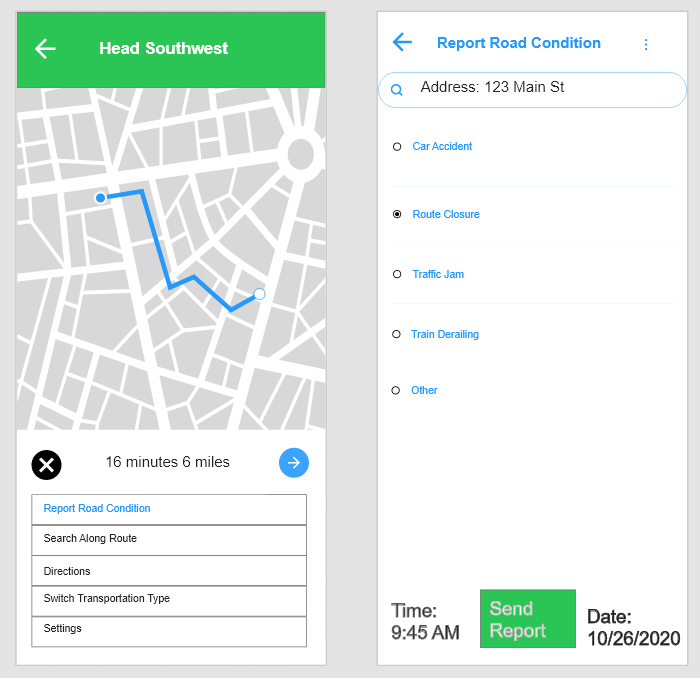 Head Southwest
16 minutes 6 miles
Report Road Condition
Search Along Route
Directions
Switch Transportation Type
Settings
Report Road Condition
Address: 123 Main St
Car Accident
Route Closure
Traffic Jam
Train Derailing
Other
Time:
9:45 AM
Send
Report
Date:
10/26/2020